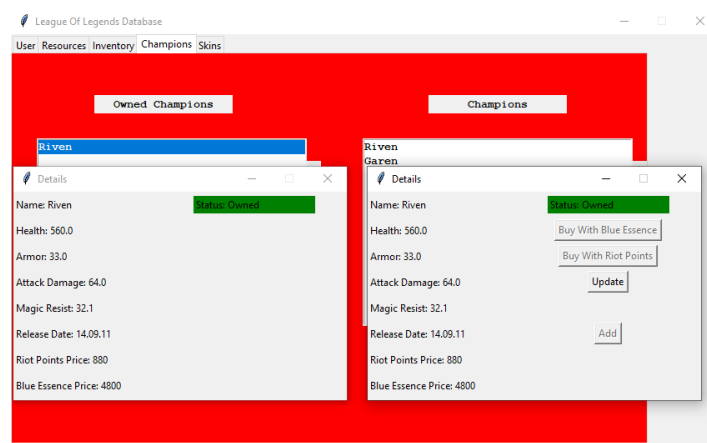 League Of Legends Database
User Resources Inventory Champions Skins
Owned Champions
Champions
Riven
Riven
Garen
Details
Name: Riven
Status: Owned
Health: 560.0
Armor: 33.0
Attack Damage: 64.0
Magic Resist: 32.1
Release Date: 14.09.11
Riot Points Price: 880
Blue Essence Price: 4800
Details
Name: Riven
Status: Owned
Health: 560.0
Buy With Blue Essence
Armor: 33.0
Buy With Riot Points
Attack Damage: 64.0
Update
Magic Resist: 32.1
Release Date: 14.09.11
Add
Riot Points Price: 880
Blue Essence Price: 4800